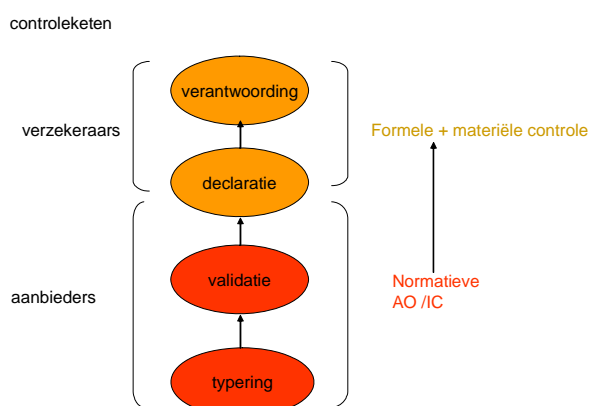 controleketen
verantwoording
verzekeraars
Formele + materiële controle
declaratie
validatie
aanbieders
Normatieve
AO /IC
typering